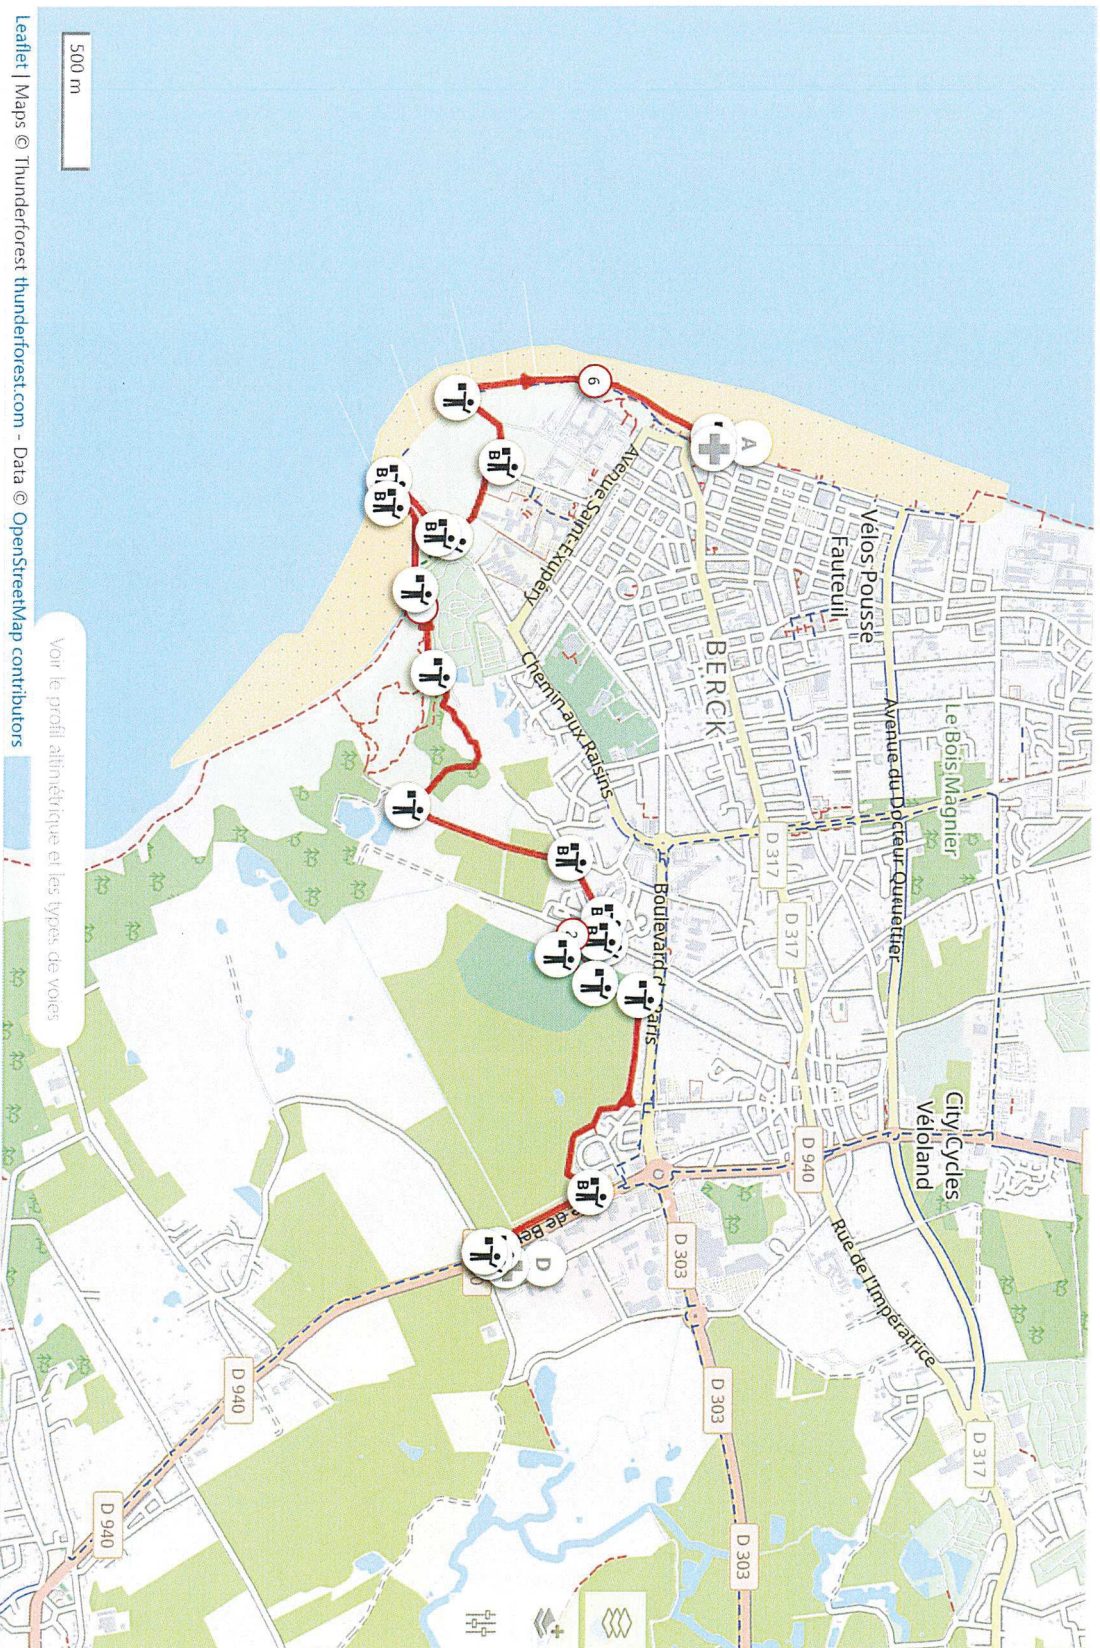 Vélos Pousse
Fauteuil
Le Bois Magnier
Avenue du Docteur Quettier
City Cycles
Véloland
BERCK
A
6
Avenue Saint-Exupéry
Chemin aux Raisins
D 317
D 317
D 940
Rue de l'Impératrice
D 317
Boulevard de Paris
D 303
D 303
D 303
B
B
B
B
B
B
B
2
B
D
D 940
D 940
500 m
Voir le profil altimétrique et les types de voies
Leaflet | Maps © Thunderforest thunderforest.com - Data © OpenStreetMap contributors